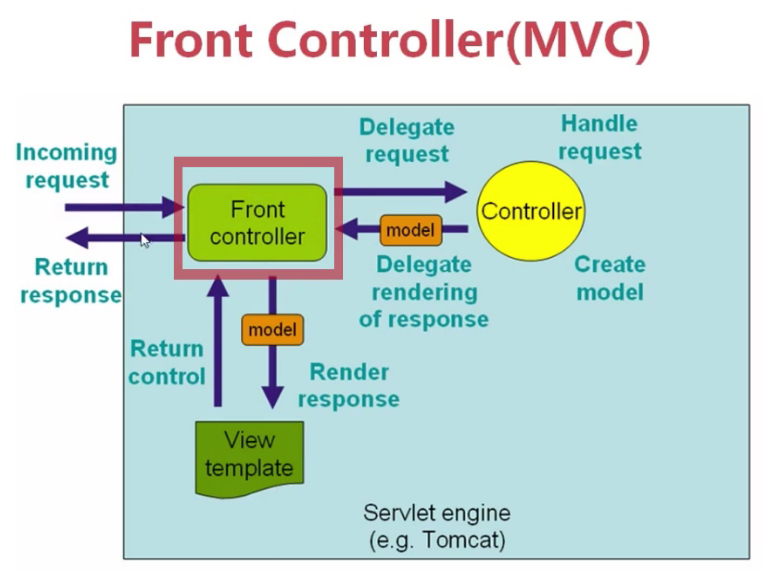 Front Controller(MVC)
Incoming
request
Return
response
Front
controller
Delegate
request
Handle
request
Controller
model
Delegate
rendering
of response
Create
model
Return
control
model
Render
response
View
template
Servlet engine
(e.g. Tomcat)